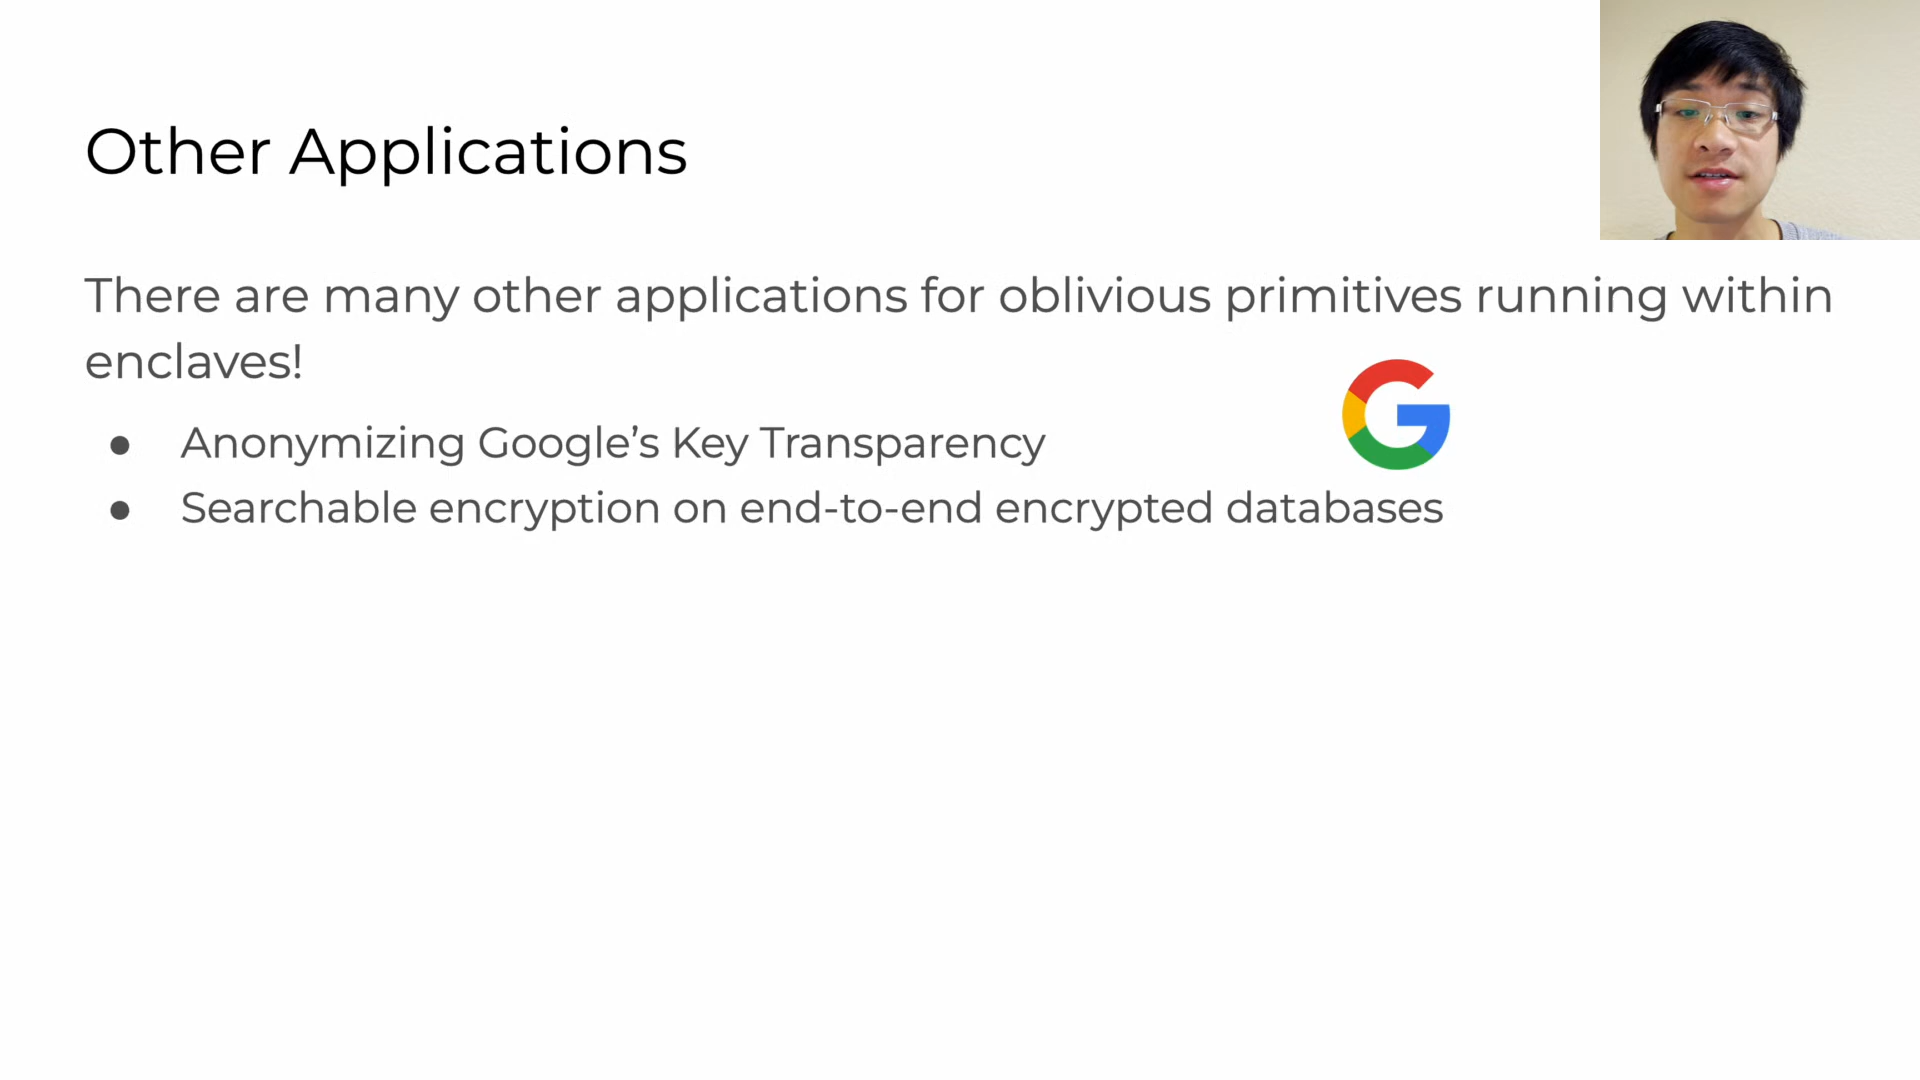 Other Applications
There are many other applications for oblivious primitives running within
enclaves!
● Anonymizing Google’s Key Transparency
● Searchable encryption on end-to-end encrypted databases